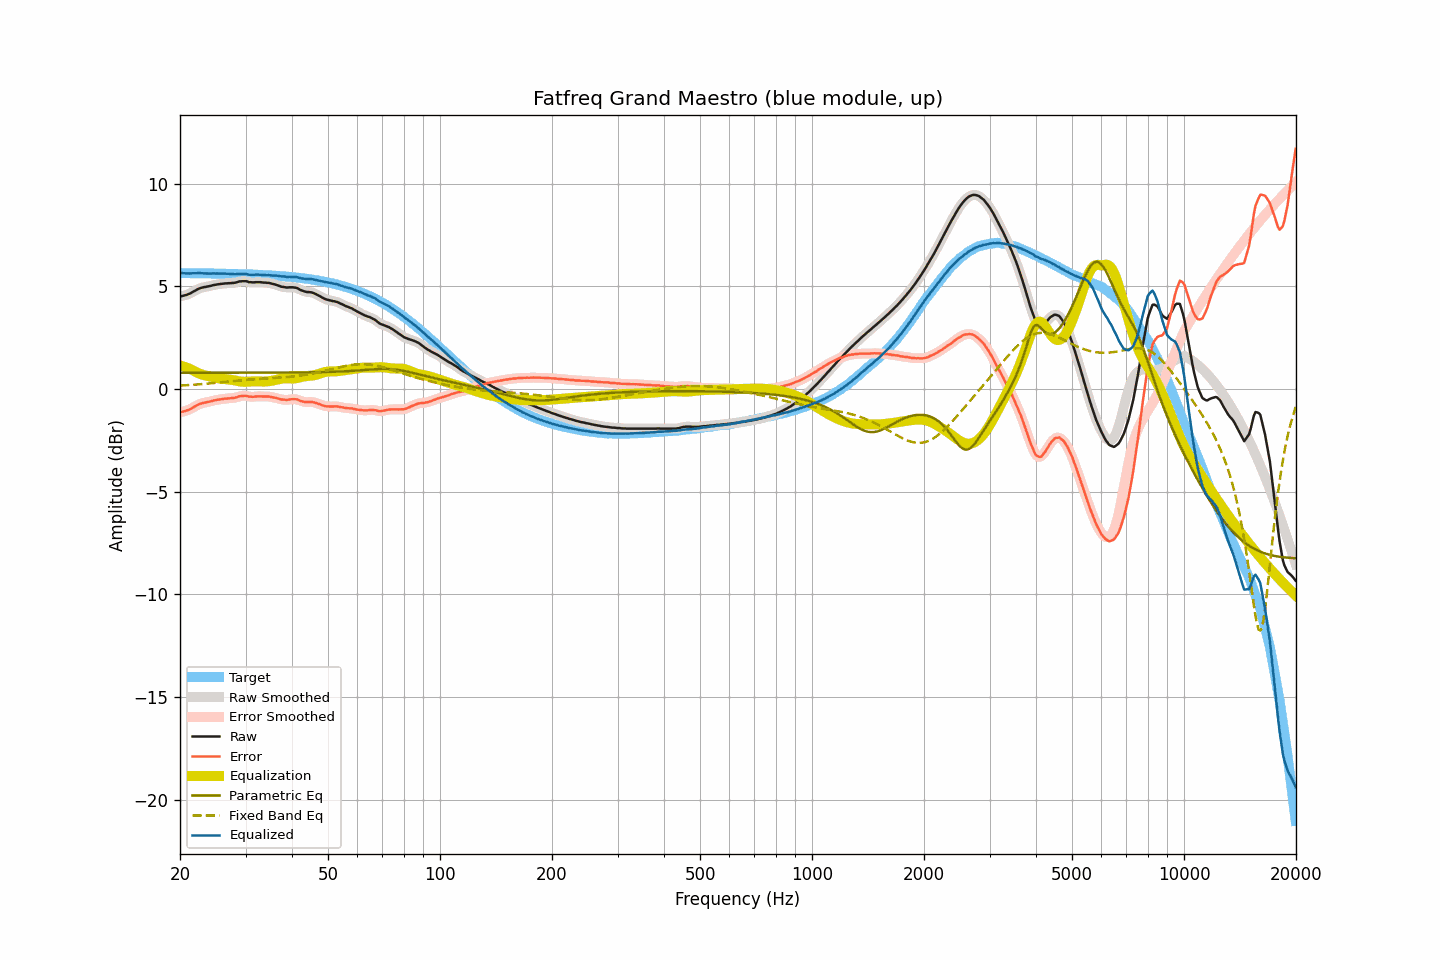 Fatfreq Grand Maestro (blue module, up)
Amplitude (dBr)
10
5
0
−5
−10
−15
−20
Target
Raw Smoothed
Error Smoothed
Raw
Error
Equalization
Parametric Eq
Fixed Band Eq
Equalized
20 50 100 200 500 1000 2000 5000 10000 20000
Frequency (Hz)